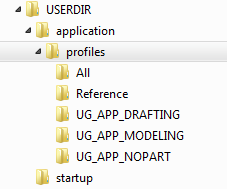 USERDIR
application
profiles
All
Reference
UG_APP_DRAFTING
UG_APP_MODELING
UG_APP_NOPART
startup